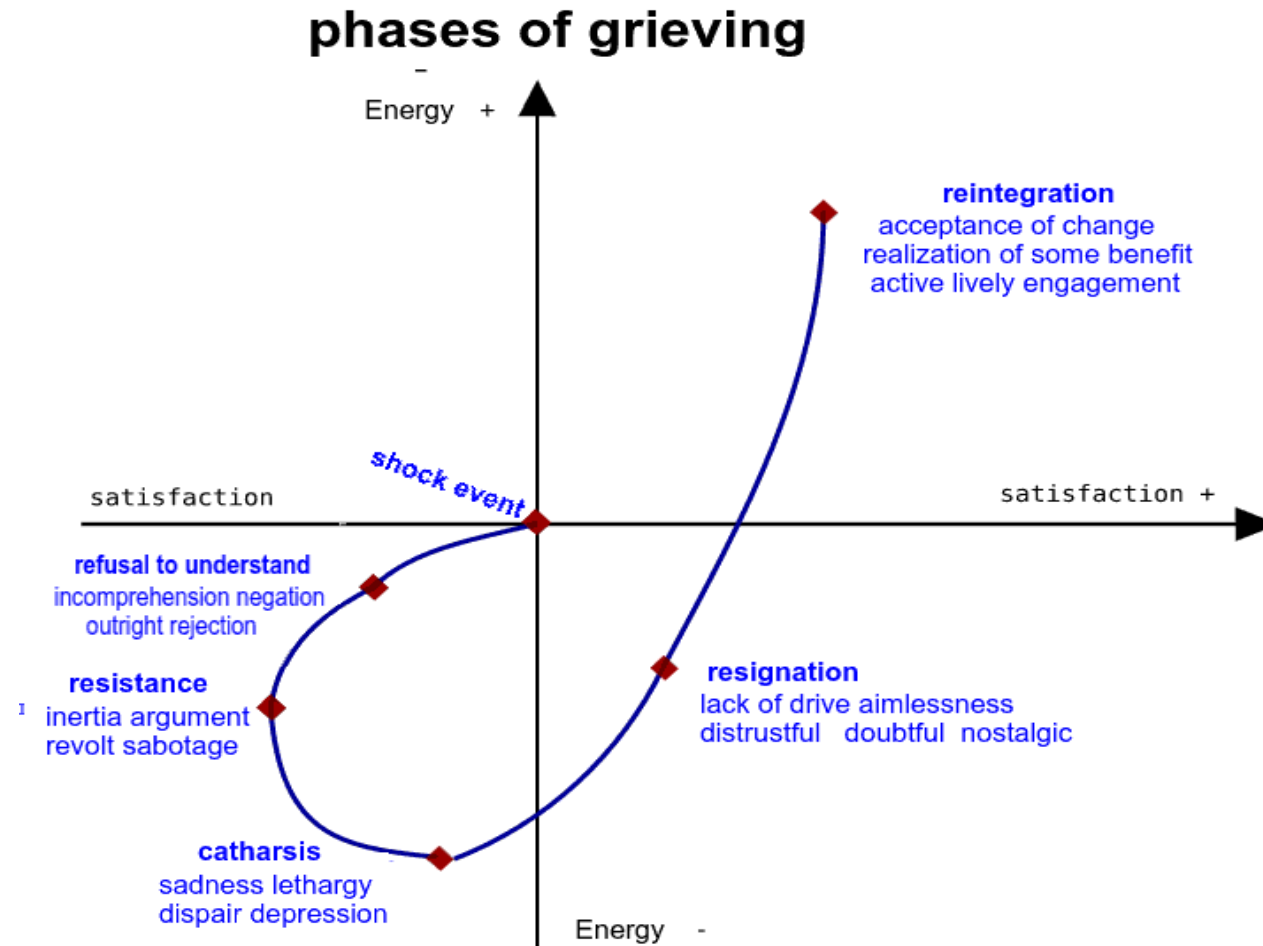 phases of grieving
Energy +
reintegration
acceptance of change
realization of some benefit
active lively engagement
shock event
satisfaction
satisfaction +
refusal to understand
incomprehension negation
outright rejection
resistance
inertia argument
revolt sabotage
resignation
lack of drive aimlessness
distrustful doubtful nostalgic
catharsis
sadness lethargy
dispair depression
Energy -